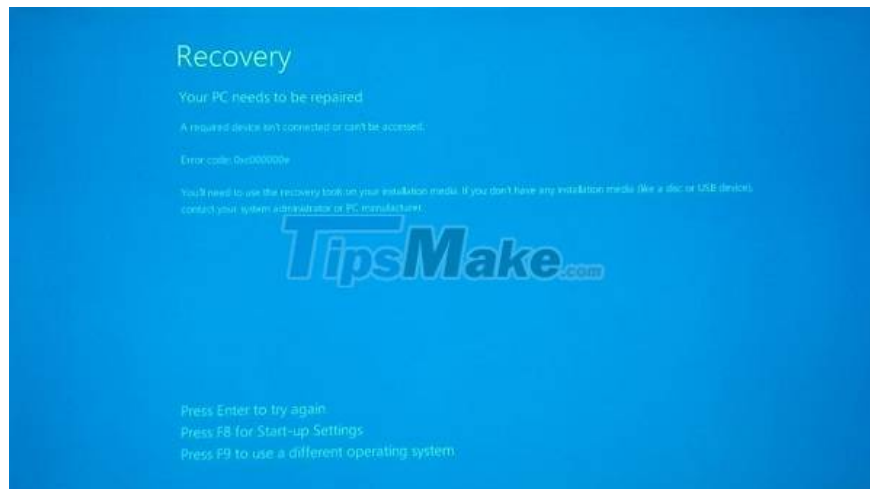 Recovery
Your PC needs to be repaired
A required device isn't connected or can't be accessed.
Error code: 0xc000000e
You'll need to use the recovery tools on your installation media. If you don't have any installation media (like a disc or USB device),
contact your system administrator or PC manufacturer.
TipsMake.com
Press Enter to try again
Press F8 for Start-up Settings
Press F9 to use a different operating system